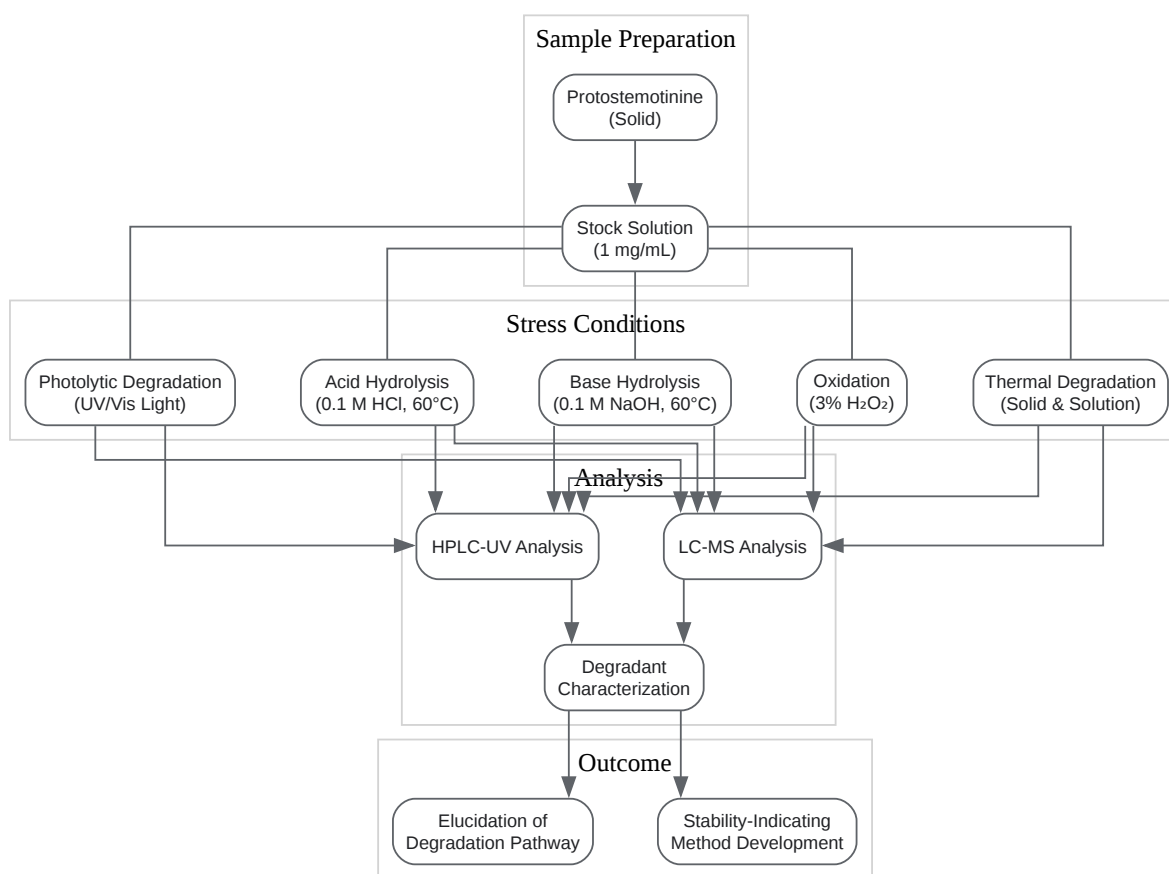 Sample Preparation
Protostemotinine
(Solid)
Stock Solution
(1 mg/mL)
Stress Conditions
Photolytic Degradation
(UV/Vis Light)
Acid Hydrolysis
(0.1 M HCl, 60°C)
Base Hydrolysis
(0.1 M NaOH, 60°C)
Oxidation
(3% H₂O₂)
Thermal Degradation
(Solid & Solution)
Analysis
HPLC-UV Analysis
LC-MS Analysis
Degradant
Characterization
Outcome
Elucidation of
Degradation Pathway
Stability-Indicating
Method Development